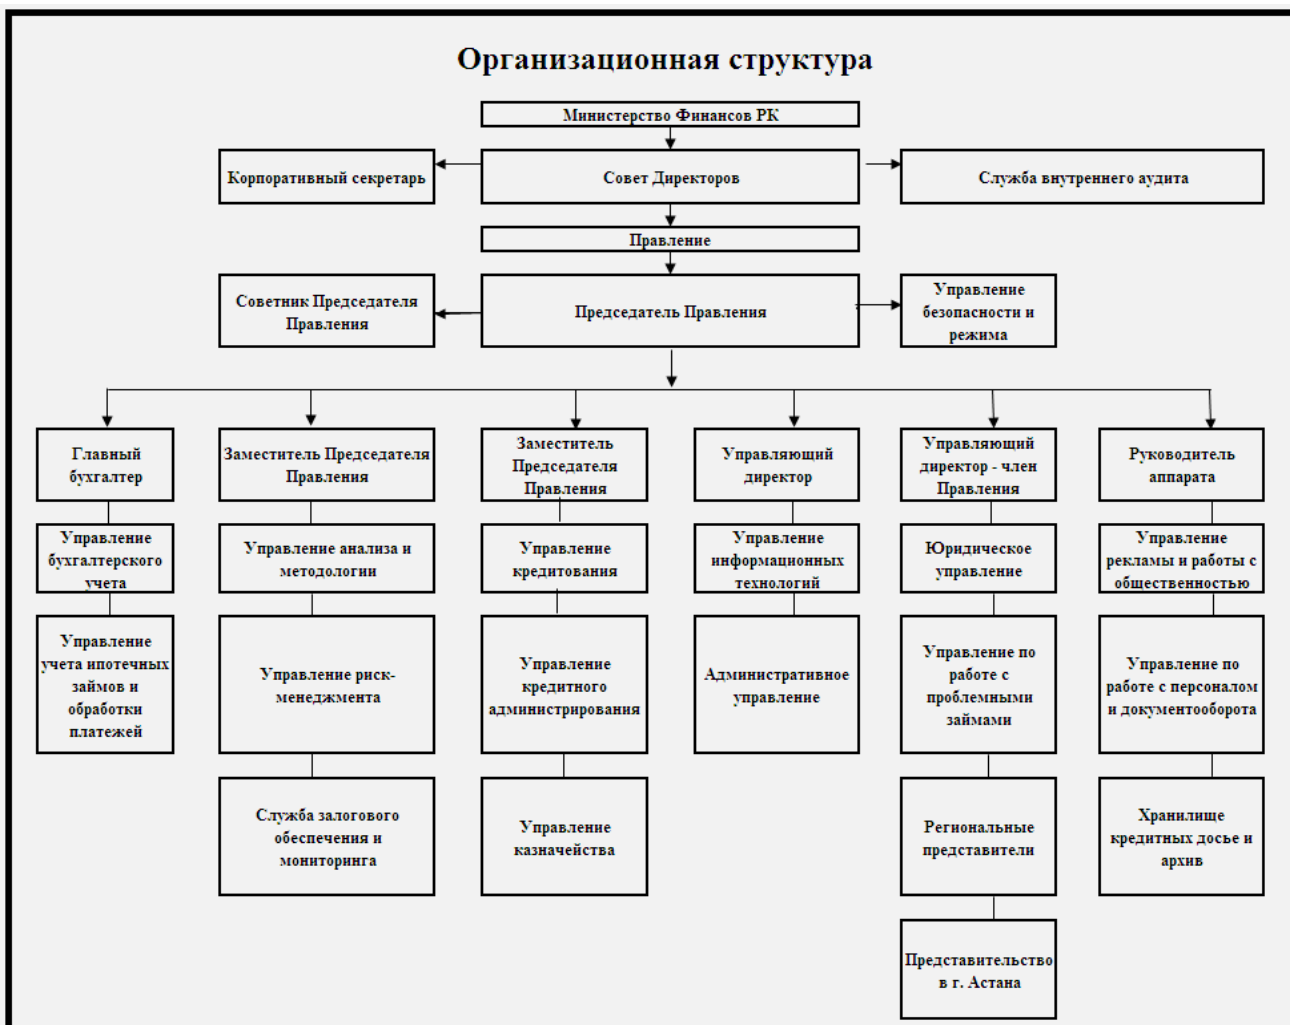 Организационная структура
Министерство Финансов РК
Корпоративный секретарь
Совет Директоров
Служба внутреннего аудита
Правление
Советник Председателя
Правления
Председатель Правления
Управление
безопасности и
режима
Главный
бухгалтер
Заместитель Председателя
Правления
Заместитель
Председателя
Правления
Управляющий
директор
Управляющий
директор - член
Правления
Руководитель
аппарата
Управление
бухгалтерского
учета
Управление анализа и
методологии
Управление
кредитования
Управление
информационных
технологий
Юридическое
управление
Управление
рекламы и работы с
общественностью
Управление
учета ипотечных
займов и
обработки
платежей
Управление риск-
менеджмента
Управление
кредитного
администрирования
Административное
управление
Управление по
работе с
проблемными
займами
Управление по
работе с персоналом
и документооборота
Служба залогового
обеспечения и
мониторинга
Управление
казначейства
Региональные
представители
Хранилище
кредитных досье и
архив
Представительство
в г. Астана